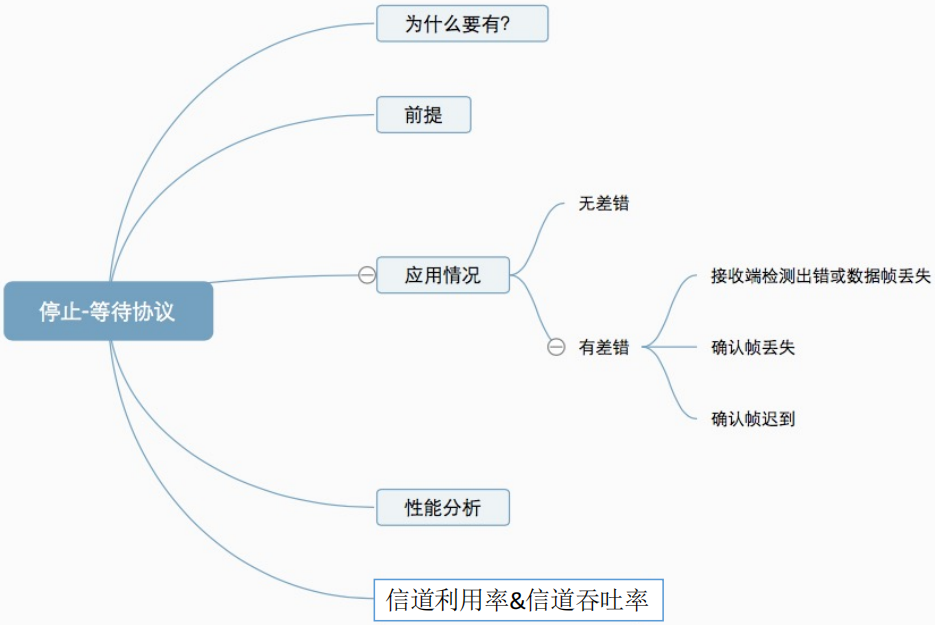 为什么要有?
前提
无差错
应用情况
接收端检测出错或数据帧丢失
停止-等待协议
有差错
确认帧丢失
确认帧迟到
性能分析
信道利用率&信道吞吐率